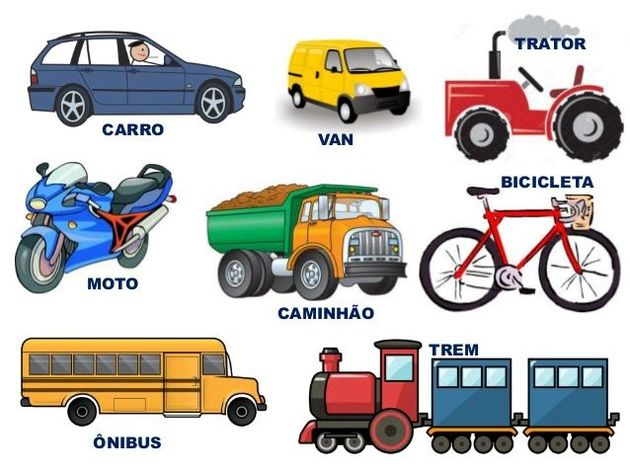 CARRO
VAN
TRATOR
MOTO
CAMINHÃO
BICICLETA
ÔNIBUS
TREM